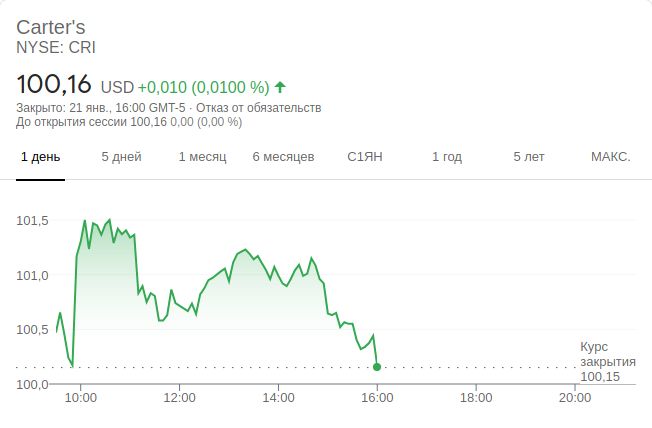 Carter's
NYSE: CRI
100,16 USD +0,010 (0,0100 %)
Закрыто: 21 янв., 16:00 GMT-5 · Отказ от обязательств
До открытия сессии 100,16 0,00 (0,00 %)
1 день 5 дней 1 месяц 6 месяцев С1ЯН 1 год 5 лет МАКС.
101,5
101,0
100,5
Курс
закрытия
100,15
100,0
10:00 12:00 14:00 16:00 18:00 20:00